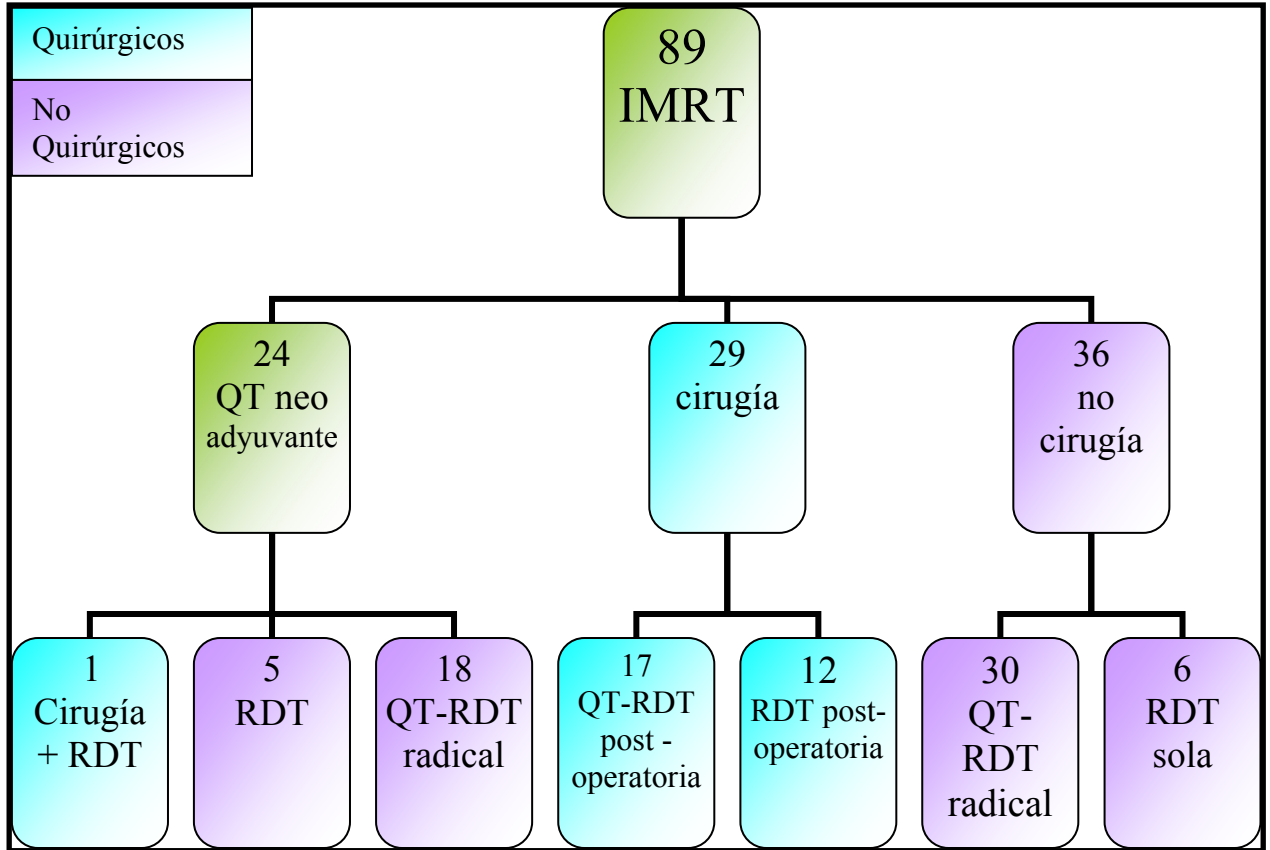 Quirúrgicos
No
Quirúrgicos
89
IMRT
24
QT neo
adyuvante
29
cirugía
36
no
cirugía
1
Cirugía
+ RDT
5
RDT
18
QT-RDT
radical
17
QT-RDT
post -
operatoria
12
RDT post-
operatoria
30
QT-
RDT
radical
6
RDT
sola